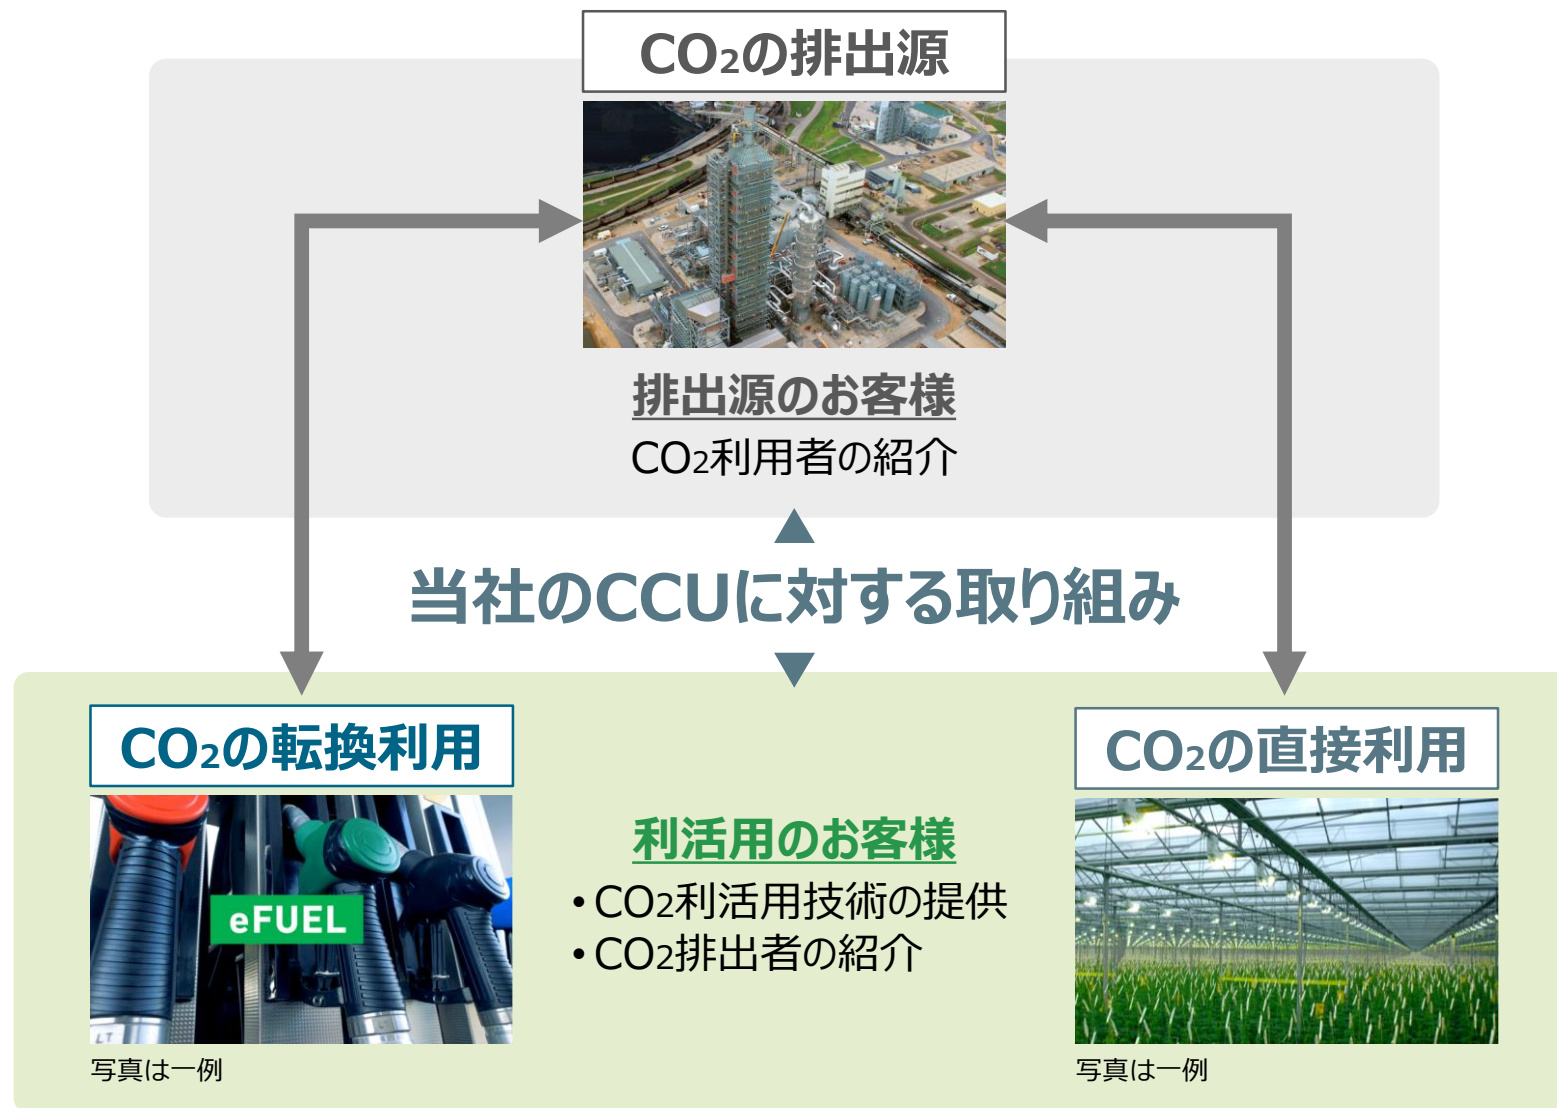 CO₂の排出源
排出源のお客様
CO₂利用者の紹介
当社のCCUに対する取り組み
CO₂の転換利用
eFUEL
LT
写真は一例
利活用のお客様
・CO₂利活用技術の提供
・CO₂排出者の紹介
CO₂の直接利用
写真は一例